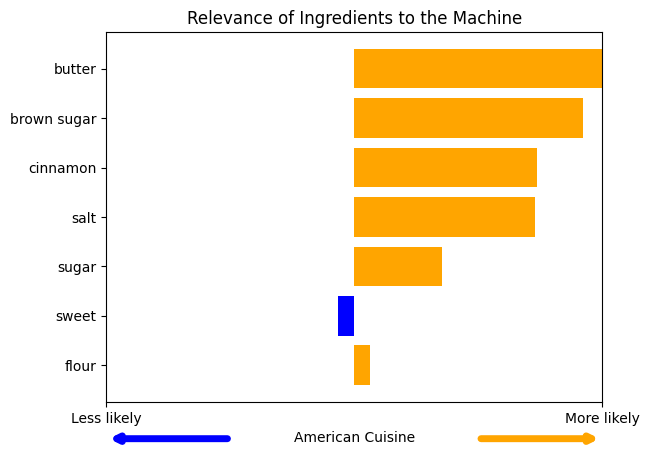 Relevance of Ingredients to the Machine
butter
brown sugar
cinnamon
salt
sugar
sweet
flour
Less likely
More likely
American Cuisine